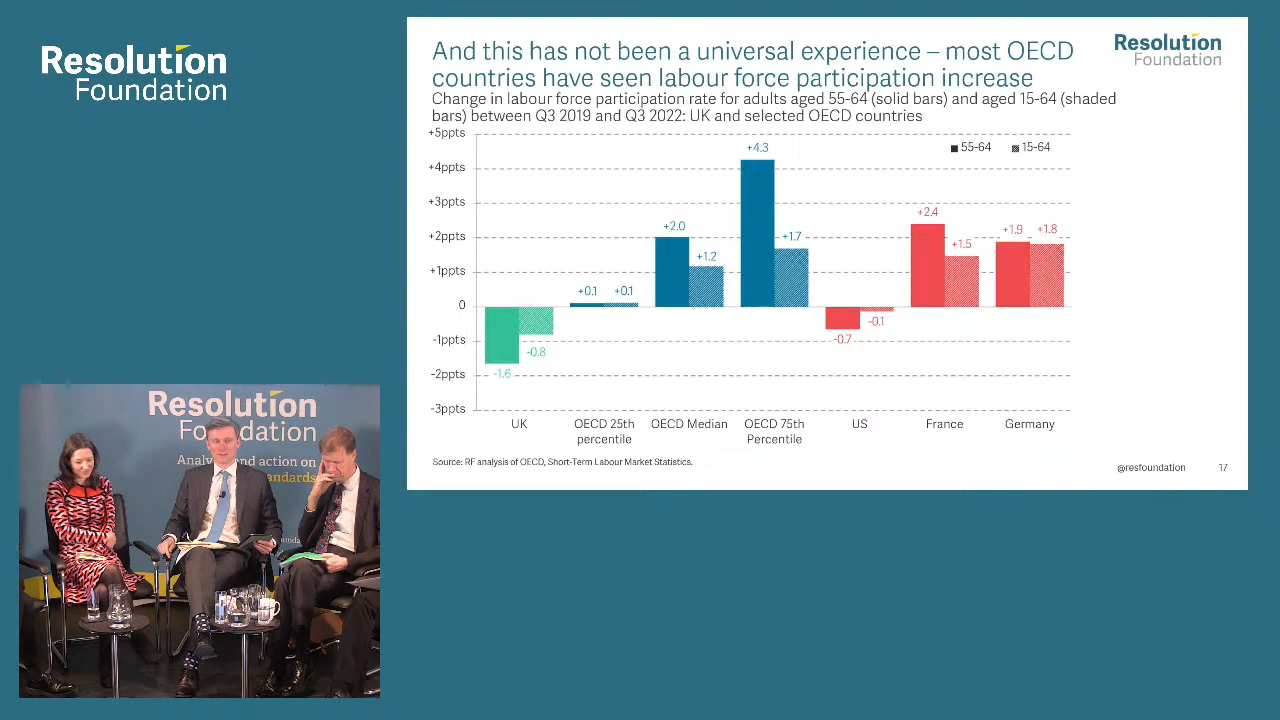 Resolution
Foundation
And this has not been a universal experience – most OECD
countries have seen labour force participation increase
Resolution
Foundation
Change in labour force participation rate for adults aged 55-64 (solid bars) and aged 15-64 (shaded
bars) between Q3 2019 and Q3 2022: UK and selected OECD countries
+5ppts
+4ppts
+3ppts
+2ppts
+1ppts
0
-1ppts
-2ppts
-3ppts
55-64 15-64
-1.6
-0.8
+0.1 +0.1
+2.0
+1.2
+4.3
+1.7
-0.7
-0.1
+2.4
+1.5
+1.9 +1.8
UK
OECD 25th
percentile
OECD Median
OECD 75th
Percentile
US
France
Germany
Source: RF analysis of OECD, Short-Term Labour Market Statistics.
@resfoundation 17
Resolution
Foundation
action on